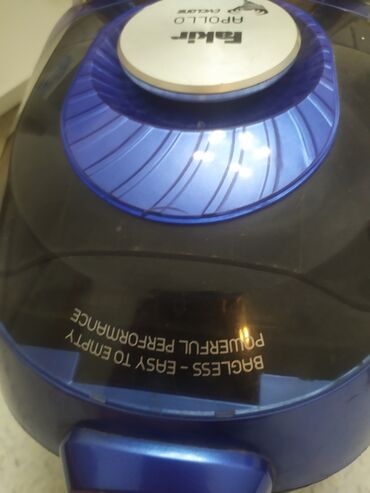 Fakir
APOLLO
CYCLONE
BAGLESS - EASY TO EMPTY
POWERFUL PERFORMANCE